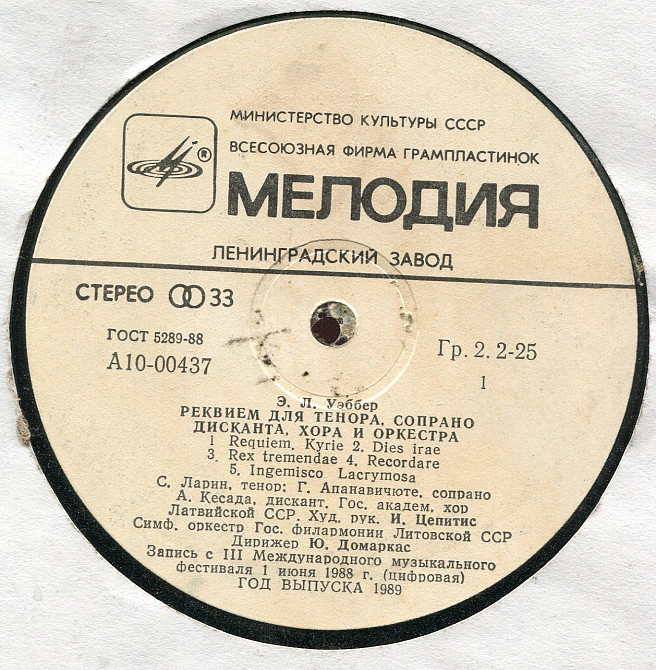 МИНИСТЕРСТВО КУЛЬТУРЫ СССР
ВСЕСОЮЗНАЯ ФИРМА ГРАМПЛАСТИНОК
®
МЕЛОДИЯ
ЛЕНИНГРАДСКИЙ ЗАВОД
СТЕРЕО 33
ГОСТ 5289-88
А10-00437
Гр. 2. 2-25
1
Э. Л. Уэббер
РЕКВИЕМ ДЛЯ ТЕНОРА, СОПРАНО
ДИСКАНТА, ХОРА И ОРКЕСТРА
1 Requiem, Kyrie 2. Dies irae
3. Rex tremendae 4. Recordare
5. Ingemisco Lacrymosa
С. Ларин, тенор; Г. Апанавичюте, сопрано
А. Кесада, дискант. Гос. академ. хор
Латвийской ССР. Худ. рук. И. Цепитис
Симф. оркестр Гос. филармонии Литовской ССР
Дирижер Ю. Домаркас
Запись с III Международного музыкального
фестиваля 1 июня 1988 г. (цифровая)
ГОД ВЫПУСКА 1989